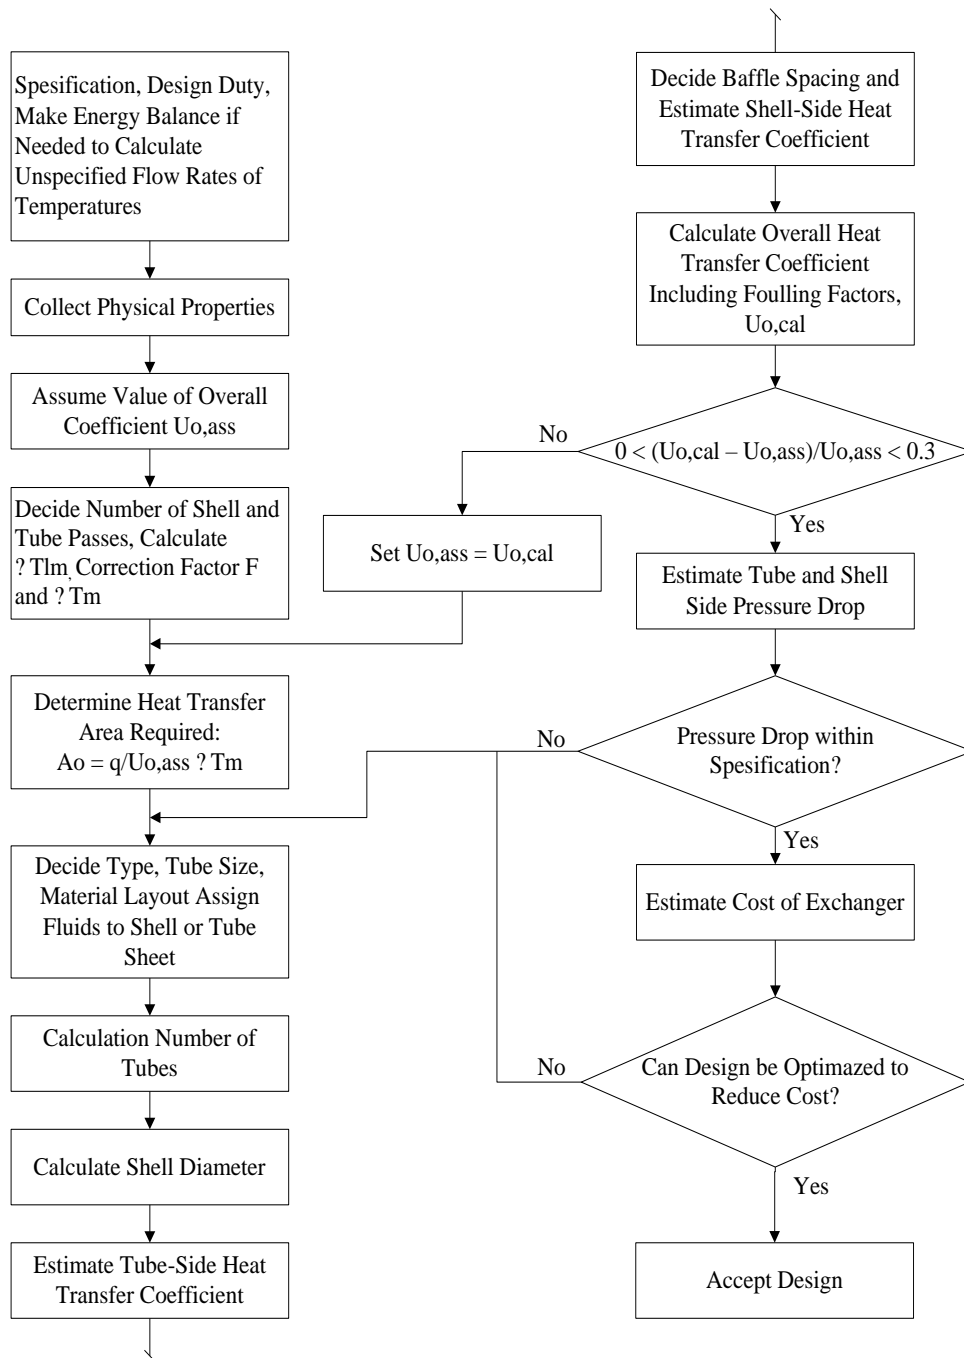 Spesification, Design Duty,
Make Energy Balance if
Needed to Calculate
Unspecified Flow Rates of
Temperatures
Collect Physical Properties
Assume Value of Overall
Coefficient Uo,ass
Decide Number of Shell and
Tube Passes, Calculate
? Tlm, Correction Factor F
and ? Tm
Determine Heat Transfer
Area Required:
Ao = q/Uo,ass ? Tm
Decide Type, Tube Size,
Material Layout Assign
Fluids to Shell or Tube
Sheet
Calculation Number of
Tubes
Calculate Shell Diameter
Estimate Tube-Side Heat
Transfer Coefficient
Decide Baffle Spacing and
Estimate Shell-Side Heat
Transfer Coefficient
Calculate Overall Heat
Transfer Coefficient
Including Foulling Factors,
Uo,cal
0 < (Uo,cal – Uo,ass)/Uo,ass < 0.3
No
Set Uo,ass = Uo,cal
Yes
Estimate Tube and Shell
Side Pressure Drop
Pressure Drop within
Spesification?
No
Yes
Estimate Cost of Exchanger
Can Design be Optimazed to
Reduce Cost?
No
Yes
Accept Design